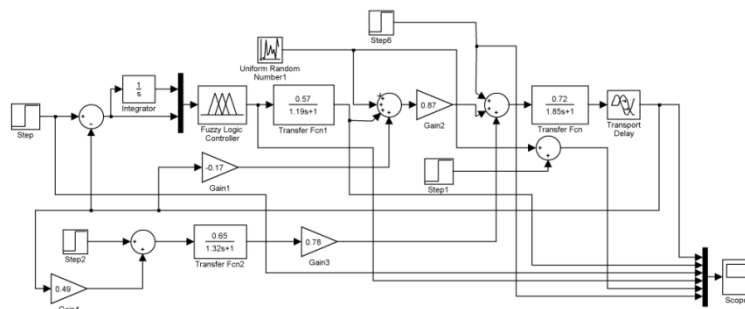 Step6
Uniform Random
Number1
1
s
Integrator
Step
Fuzzy Logic
Controller
0.57
1.19s+1
Transfer Fcn1
0.87
Gain2
0.72
1.85s+1
Transfer Fcn
Transport
Delay
-0.17
Gain1
Step1
Step2
0.65
1.32s+1
Transfer Fcn2
0.78
Gain3
0.49
Scope